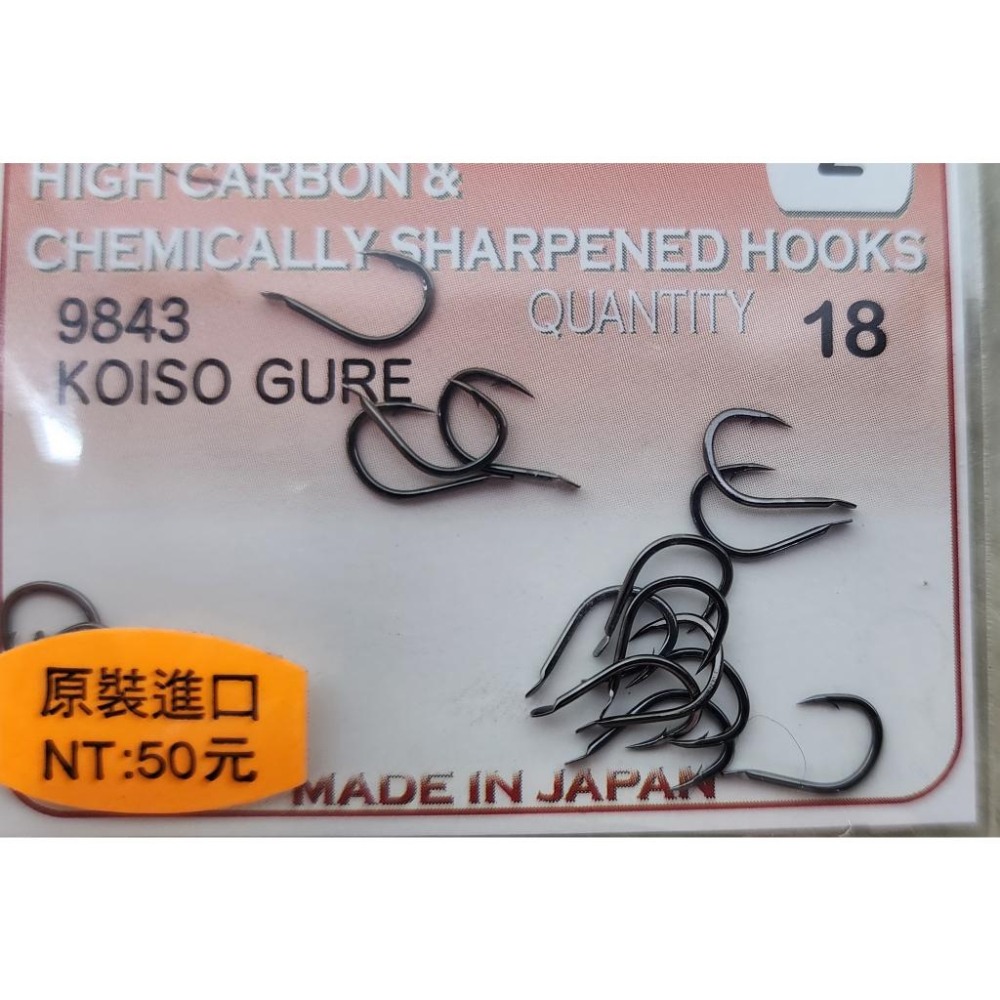 HIGH CARBON &
CHEMICALLY SHARPENED HOOKS
9843
QUANTITY 18
KOISO GURE
原裝進口
NT:50元
MADE IN JAPAN